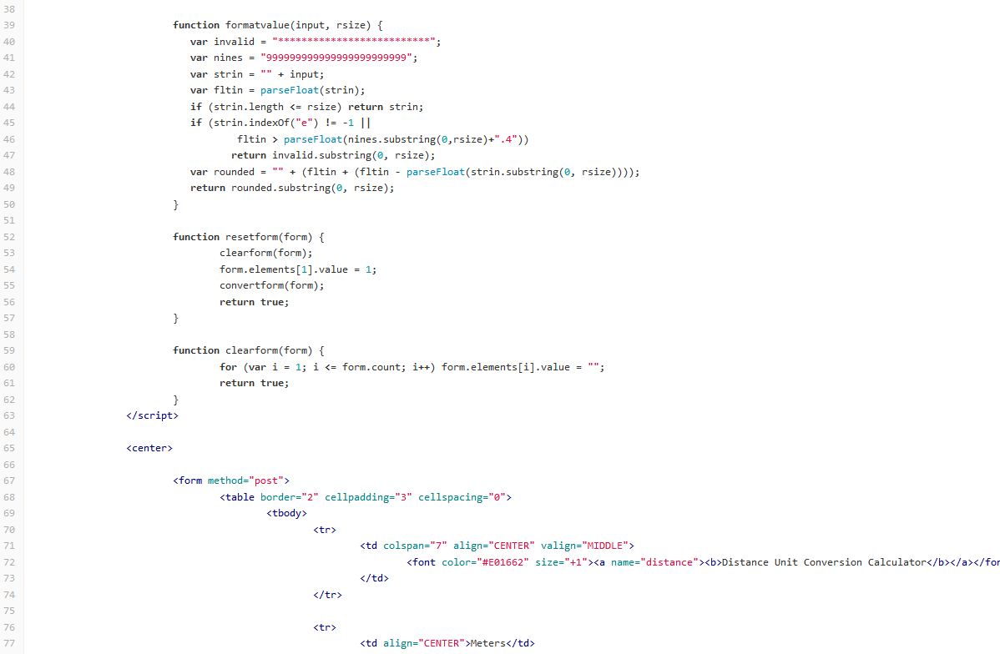 38
39 function formatvalue(input, rsize) {
40 var invalid = "**************************";
41 var nines = "999999999999999999999999";
42 var strin = "" + input;
43 var fltin = parseFloat(strin);
44 if (strin.length <= rsize) return strin;
45 if (strin.indexOf("e") != -1 ||
46 fltin > parseFloat(nines.substring(0,rsize)+".4"))
47 return invalid.substring(0, rsize);
48 var rounded = "" + (fltin + (fltin - parseFloat(strin.substring(0, rsize))));
49 return rounded.substring(0, rsize);
50 }
51
52 function resetform(form) {
53 clearform(form);
54 form.elements[1].value = 1;
55 convertform(form);
56 return true;
57 }
58
59 function clearform(form) {
60 for (var i = 1; i <= form.count; i++) form.elements[i].value = "";
61 return true;
62 }
63 </script>
64
65 <center>
66
67 <form method="post">
68 <table border="2" cellpadding="3" cellspacing="0">
69 <tbody>
70 <tr>
71 <td colspan="7" align="CENTER" valign="MIDDLE">
72 <font color="#E01662" size="+1"><a name="distance"><b>Distance Unit Conversion Calculator</b></a></for
73 </td>
74 </tr>
75
76 <tr>
77 <td align="CENTER">Meters</td>